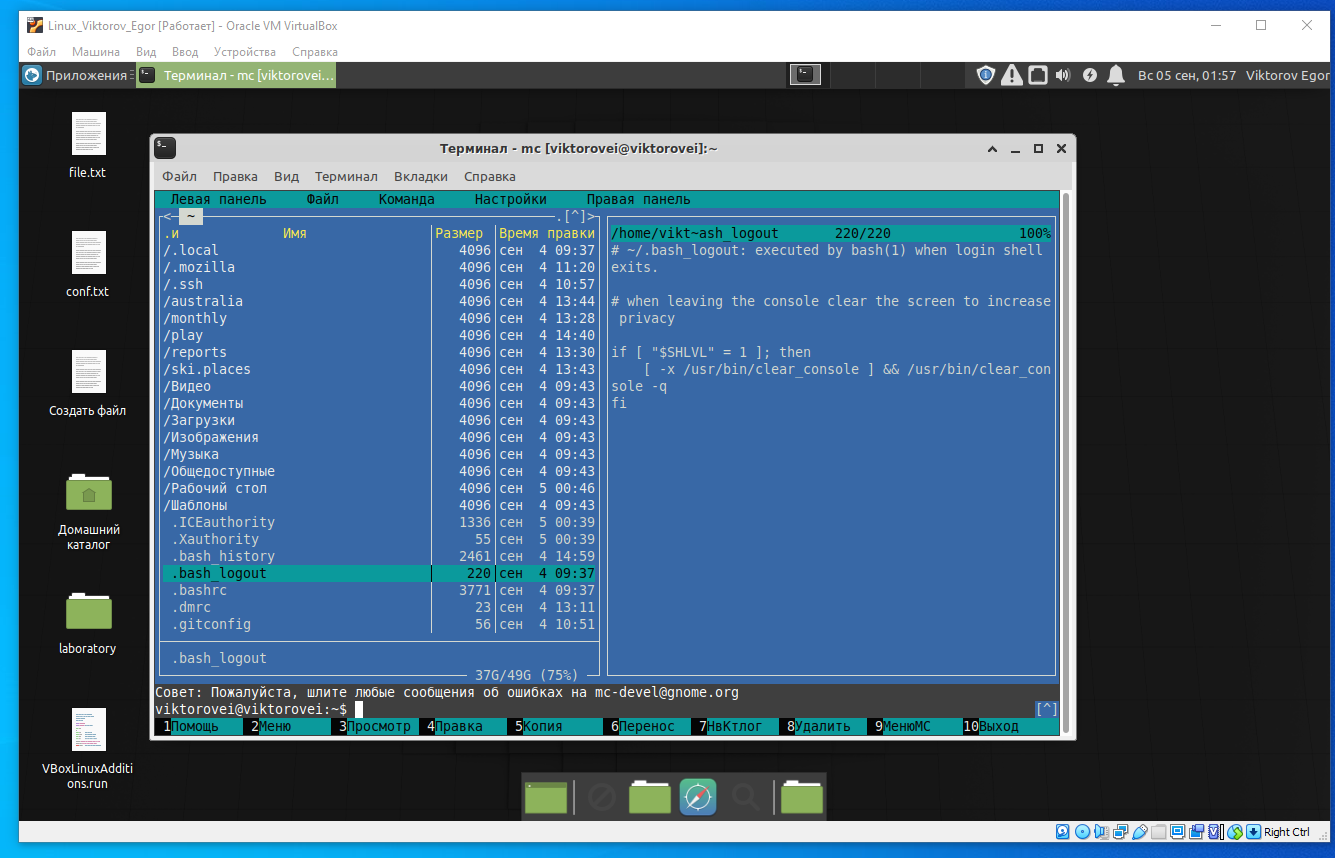 Linux_Viktorov_Egor [Работает] - Oracle VM VirtualBox
Файл Машина Вид Ввод Устройства Справка
Приложения Терминал - mc [viktorovei... Вс 05 сен, 01:57 Viktorov Egor
file.txt
conf.txt
Создать файл
Домашний
каталог
laboratory
VBoxLinuxAdditi
ons.run
Терминал - mc [viktorovei@viktorovei]:~
Файл Правка Вид Терминал Вкладки Справка
Левая панель Файл Команда Настройки Правая панель
<─ ~ .[^]>
.и Имя Размер Время правки
/.local 4096 сен 4 09:37
/.mozilla 4096 сен 4 11:20
/.ssh 4096 сен 4 10:57
/australia 4096 сен 4 13:44
/monthly 4096 сен 4 13:28
/play 4096 сен 4 14:40
/reports 4096 сен 4 13:30
/ski.places 4096 сен 4 13:43
/Видео 4096 сен 4 09:43
/Документы 4096 сен 4 09:43
/Загрузки 4096 сен 4 09:43
/Изображения 4096 сен 4 09:43
/Музыка 4096 сен 4 09:43
/Общедоступные 4096 сен 4 09:43
/Рабочий стол 4096 сен 5 00:46
/Шаблоны 4096 сен 4 09:43
.ICEauthority 1336 сен 5 00:39
.Xauthority 55 сен 5 00:39
.bash_history 2461 сен 4 14:59
.bash_logout 220 сен 4 09:37
.bashrc 3771 сен 4 09:37
.dmrc 23 сен 4 13:11
.gitconfig 56 сен 4 10:51
.bash_logout
37G/49G (75%)
/home/vikt~ash_logout 220/220 100%
# ~/.bash_logout: executed by bash(1) when login shell
exits.
# when leaving the console clear the screen to increase
privacy
if [ "$SHLVL" = 1 ]; then
[ -x /usr/bin/clear_console ] && /usr/bin/clear_con
sole -q
fi
Совет: Пожалуйста, шлите любые сообщения об ошибках на mc-devel@gnome.org
viktorovei@viktorovei:~$ [^]
1Помощь 2Меню 3Просмотр 4Правка 5Копия 6Перенос 7НвКтлог 8Удалить 9МенюMC 10Выход
Right Ctrl